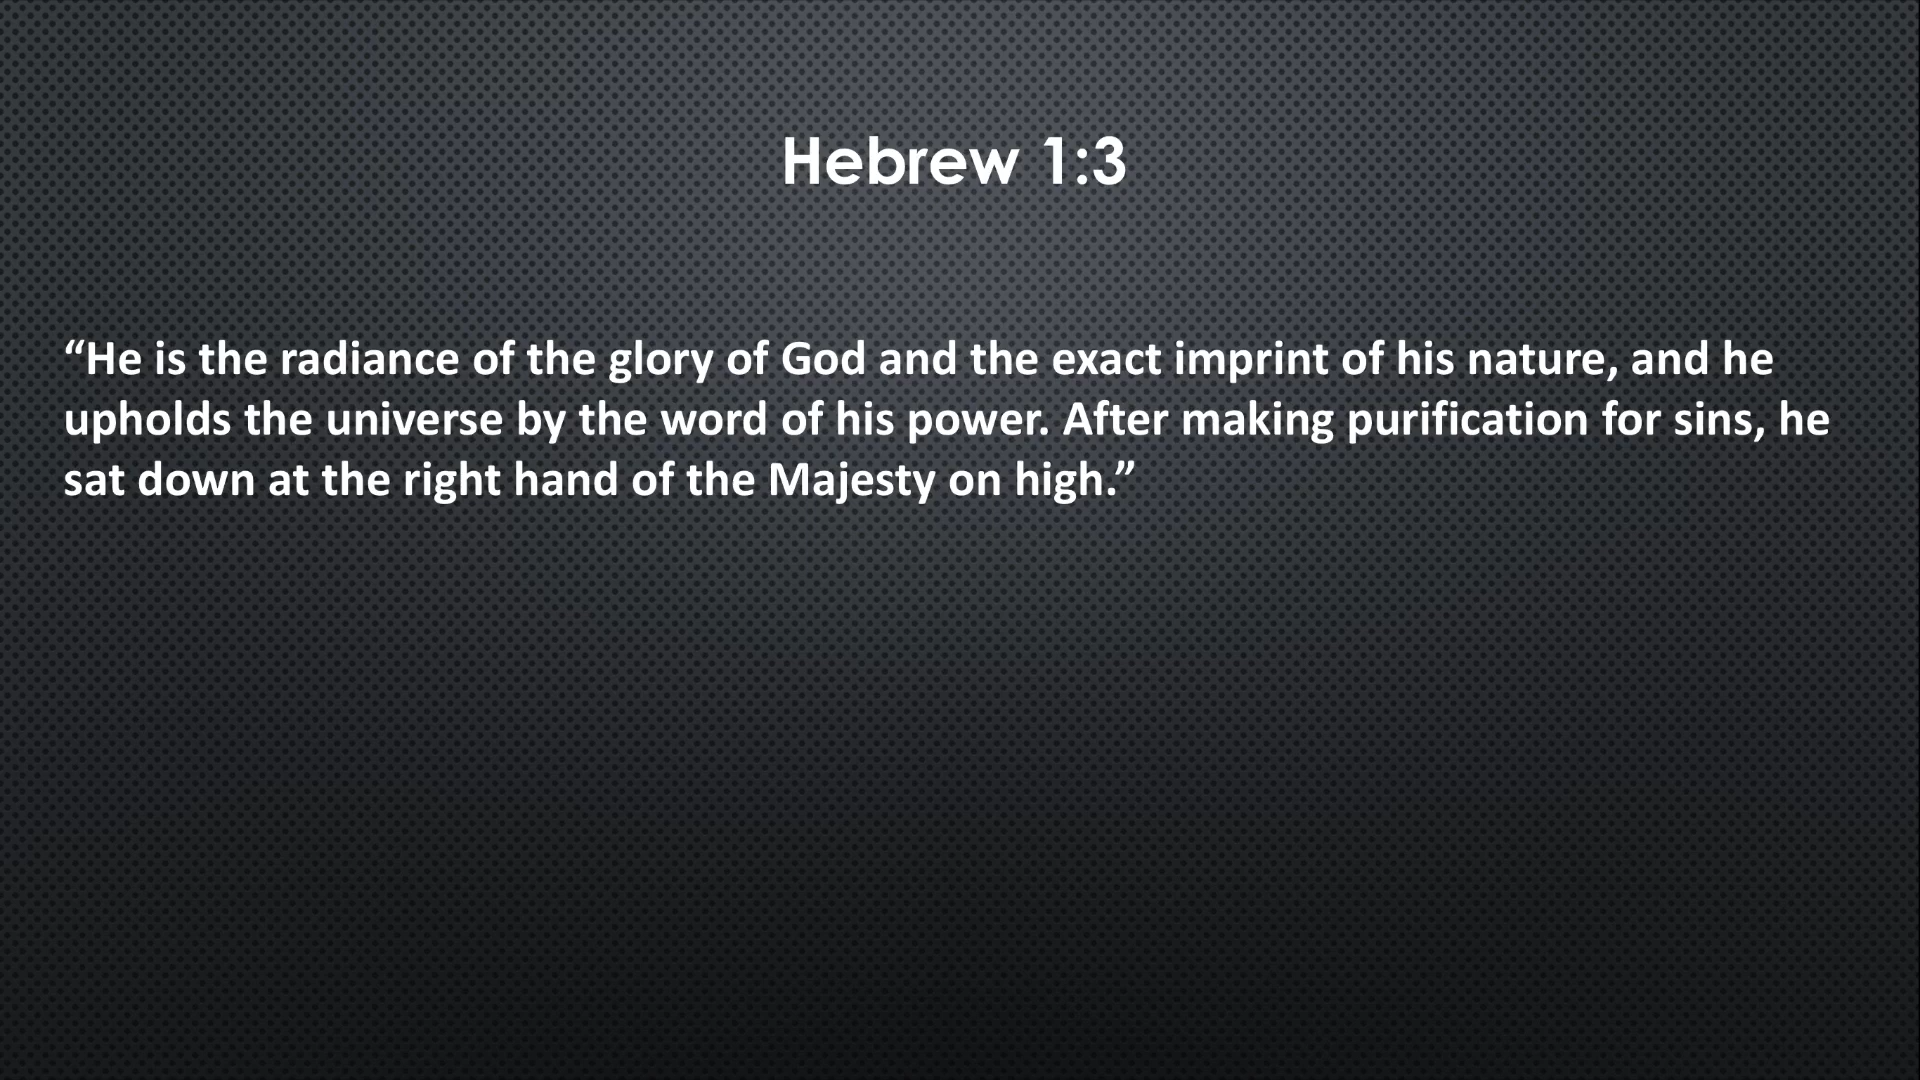 Hebrew 1:3
“He is the radiance of the glory of God and the exact imprint of his nature, and he
upholds the universe by the word of his power. After making purification for sins, he
sat down at the right hand of the Majesty on high.”